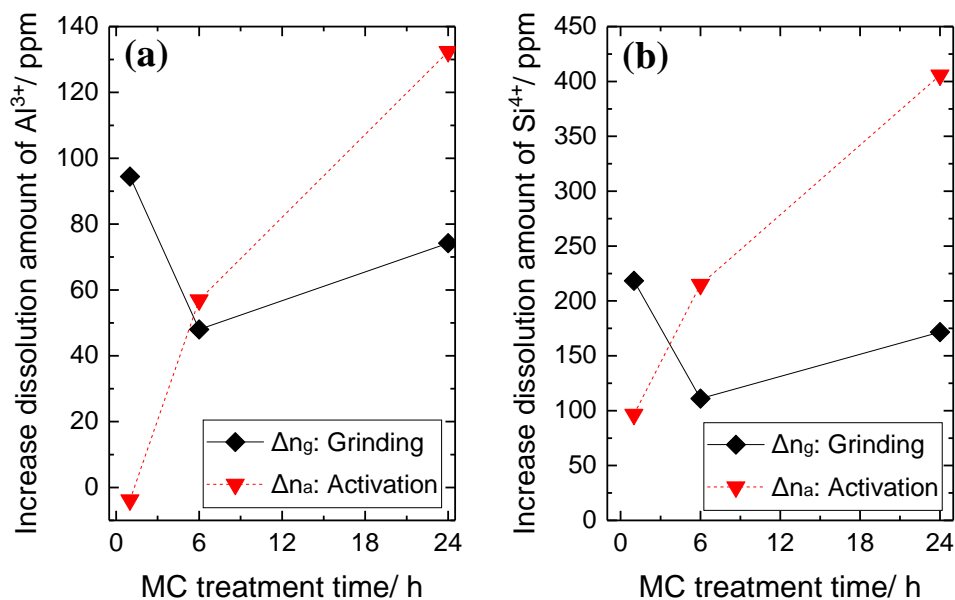 (a)
Increase dissolution amount of Al³⁺/ ppm
140
120
100
80
60
40
20
0
Δng: Grinding
Δna: Activation
0 6 12 18 24
MC treatment time/ h
(b)
Increase dissolution amount of Si⁴⁺/ ppm
450
400
350
300
250
200
150
100
50
0
Δng: Grinding
Δna: Activation
0 6 12 18 24
MC treatment time/ h